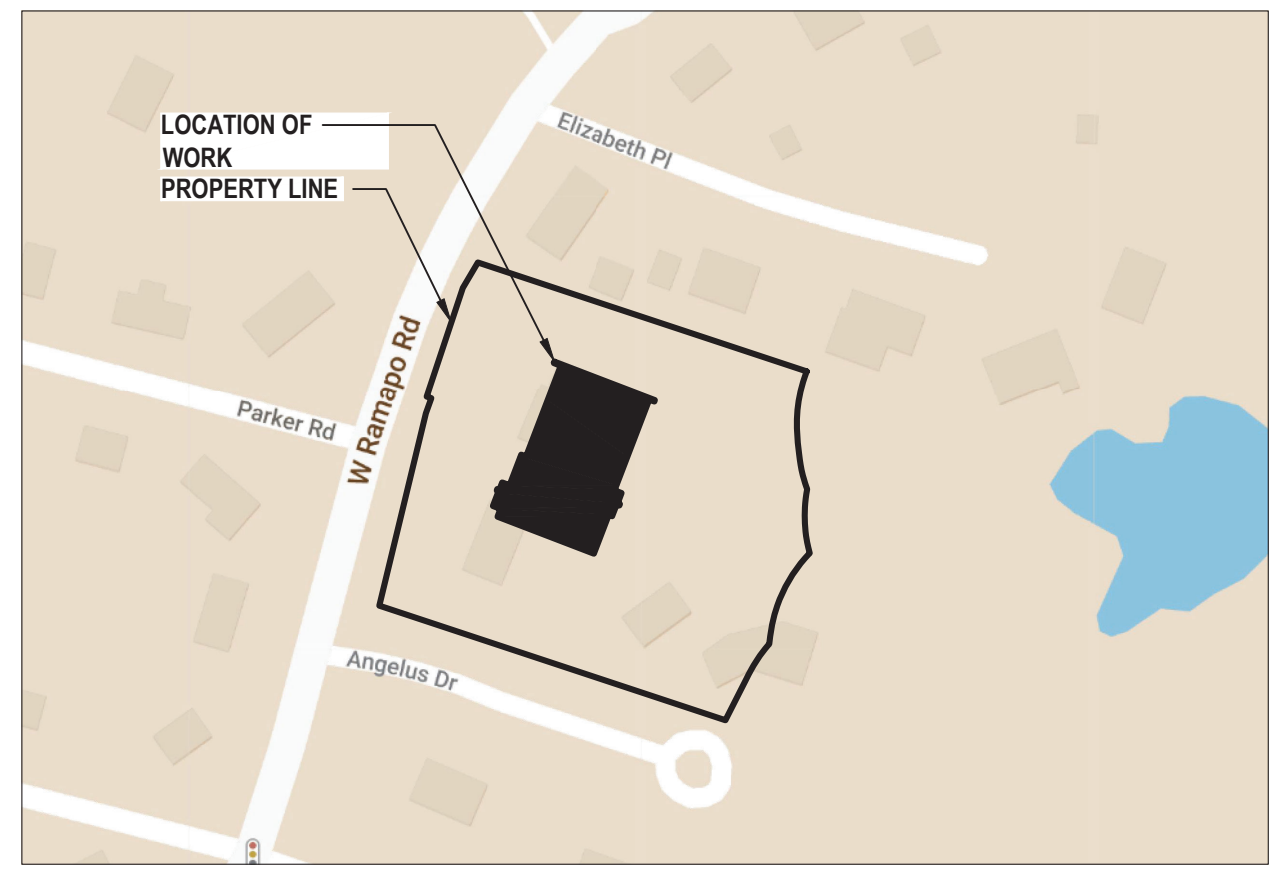 LOCATION OF
WORK
PROPERTY LINE
Elizabeth Pl
W Ramapo Rd
Parker Rd
Angelus Dr